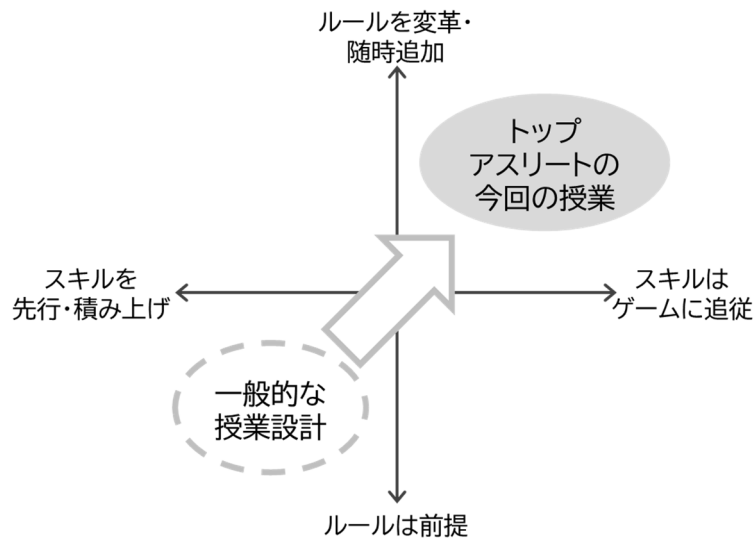 ルールを変革・
随時追加
トップ
アスリートの
今回の授業
スキルを
先行・積み上げ
スキルは
ゲームに追従
一般的な
授業設計
ルールは前提